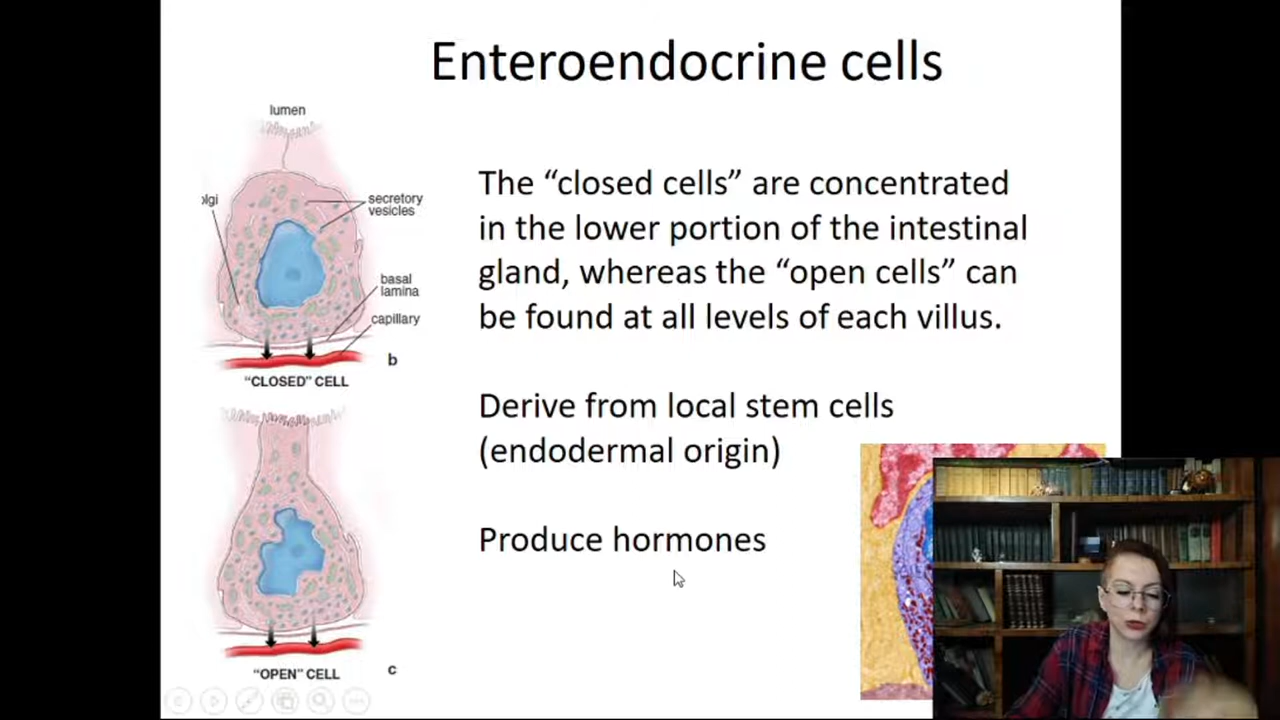 Enteroendocrine cells
lumen
olgi
secretory
vesicles
basal
lamina
capillary
b
"CLOSED" CELL
c
"OPEN" CELL
The “closed cells” are concentrated
in the lower portion of the intestinal
gland, whereas the “open cells” can
be found at all levels of each villus.
Derive from local stem cells
(endodermal origin)
Produce hormones